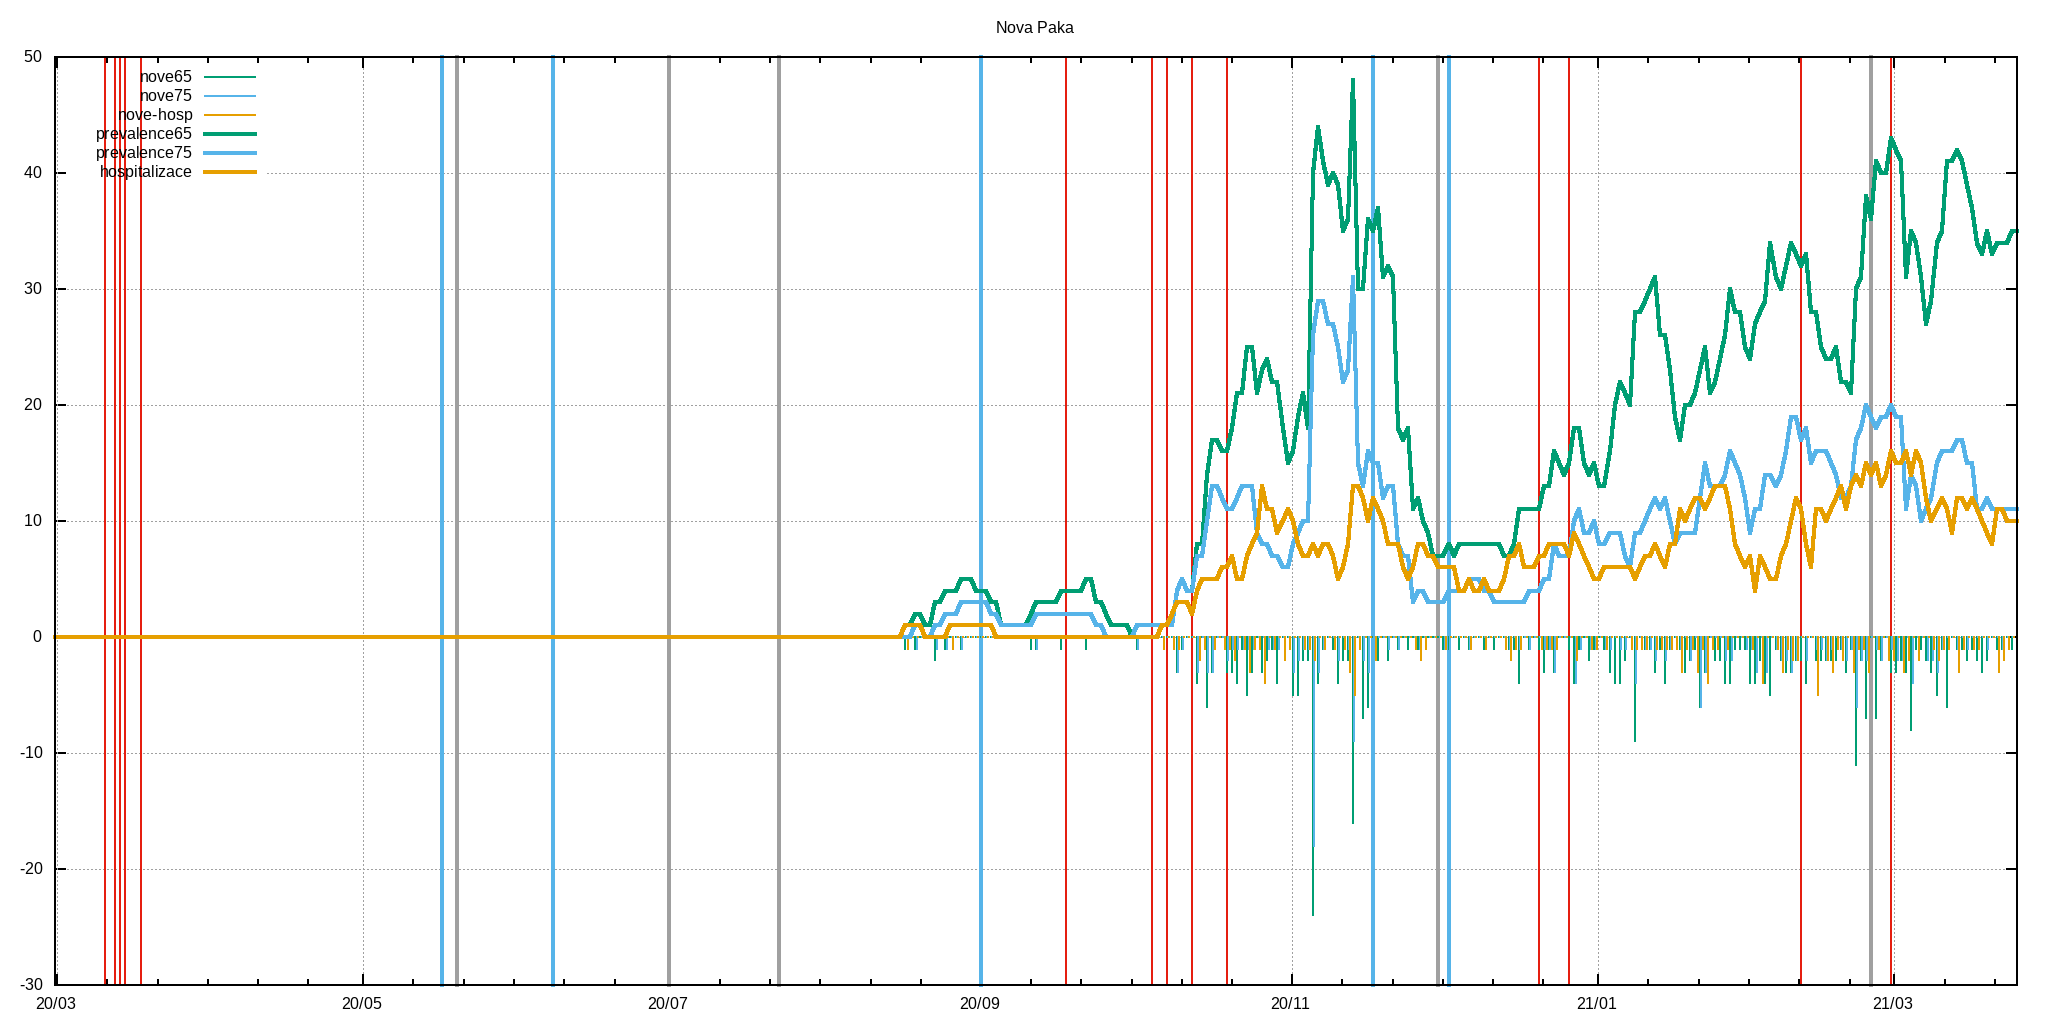 Nova Paka
50
nove65
nove75
nove-hosp
prevalence65
prevalence75
hospitalizace
40
30
20
10
0
-10
-20
-30
20/03 20/05 20/07 20/09 20/11 21/01 21/03